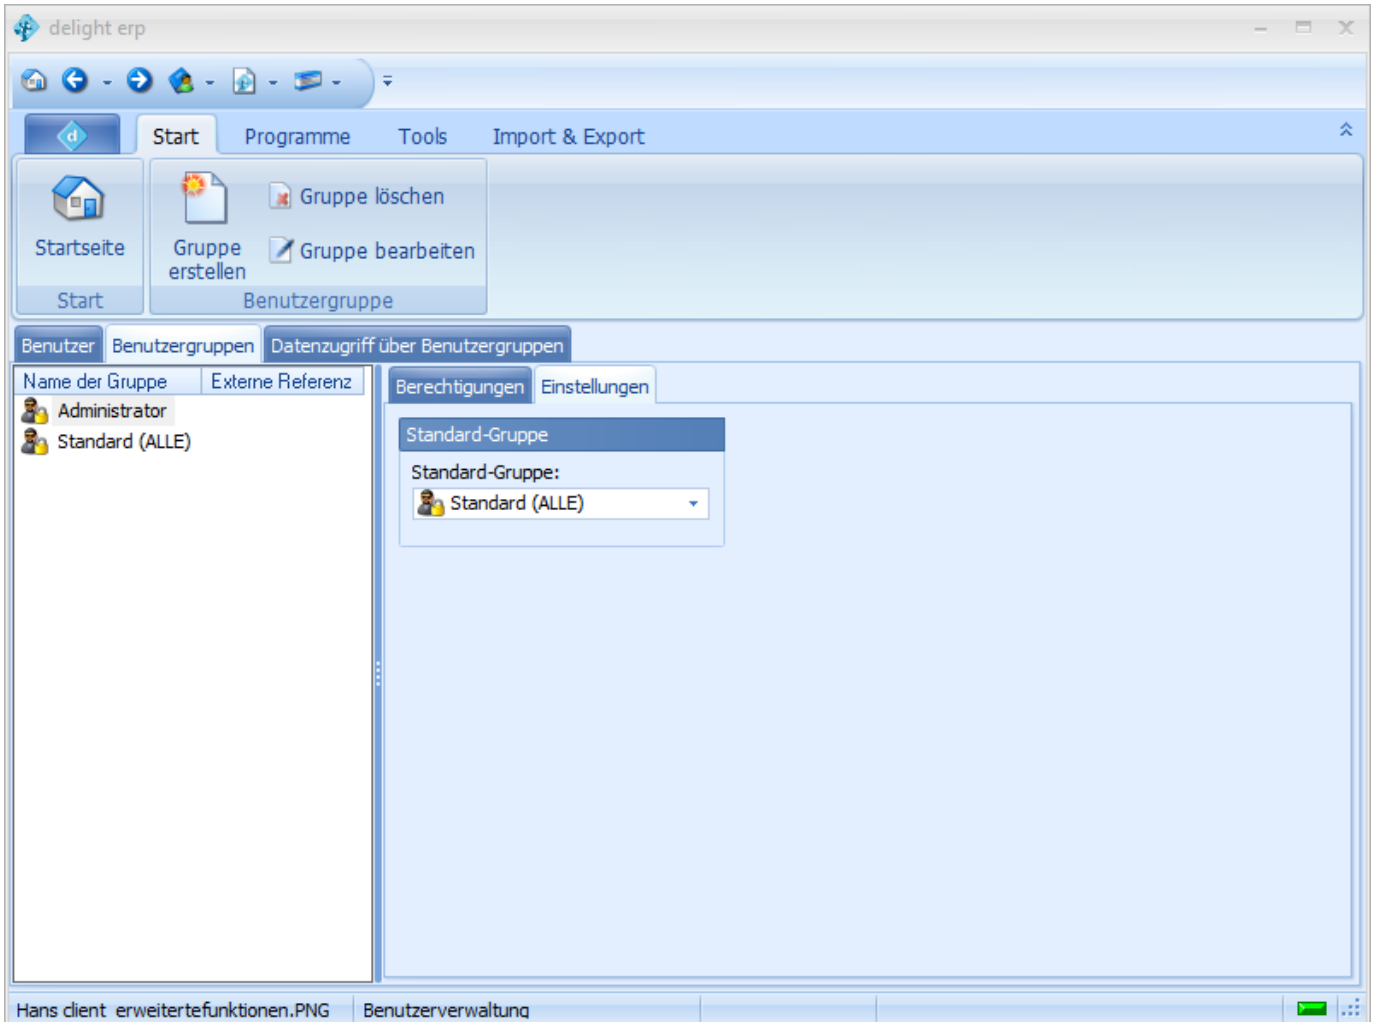 delight erp
Start Programme Tools Import & Export
Startseite
Gruppe erstellen
Gruppe löschen
Gruppe bearbeiten
Start Benutzergruppe
Benutzer Benutzergruppen Datenzugriff über Benutzergruppen
Name der Gruppe Externe Referenz
Administrator
Standard (ALLE)
Berechtigungen Einstellungen
Standard-Gruppe
Standard-Gruppe:
Standard (ALLE)
Hans client erweitertefunktionen.PNG Benutzerverwaltung